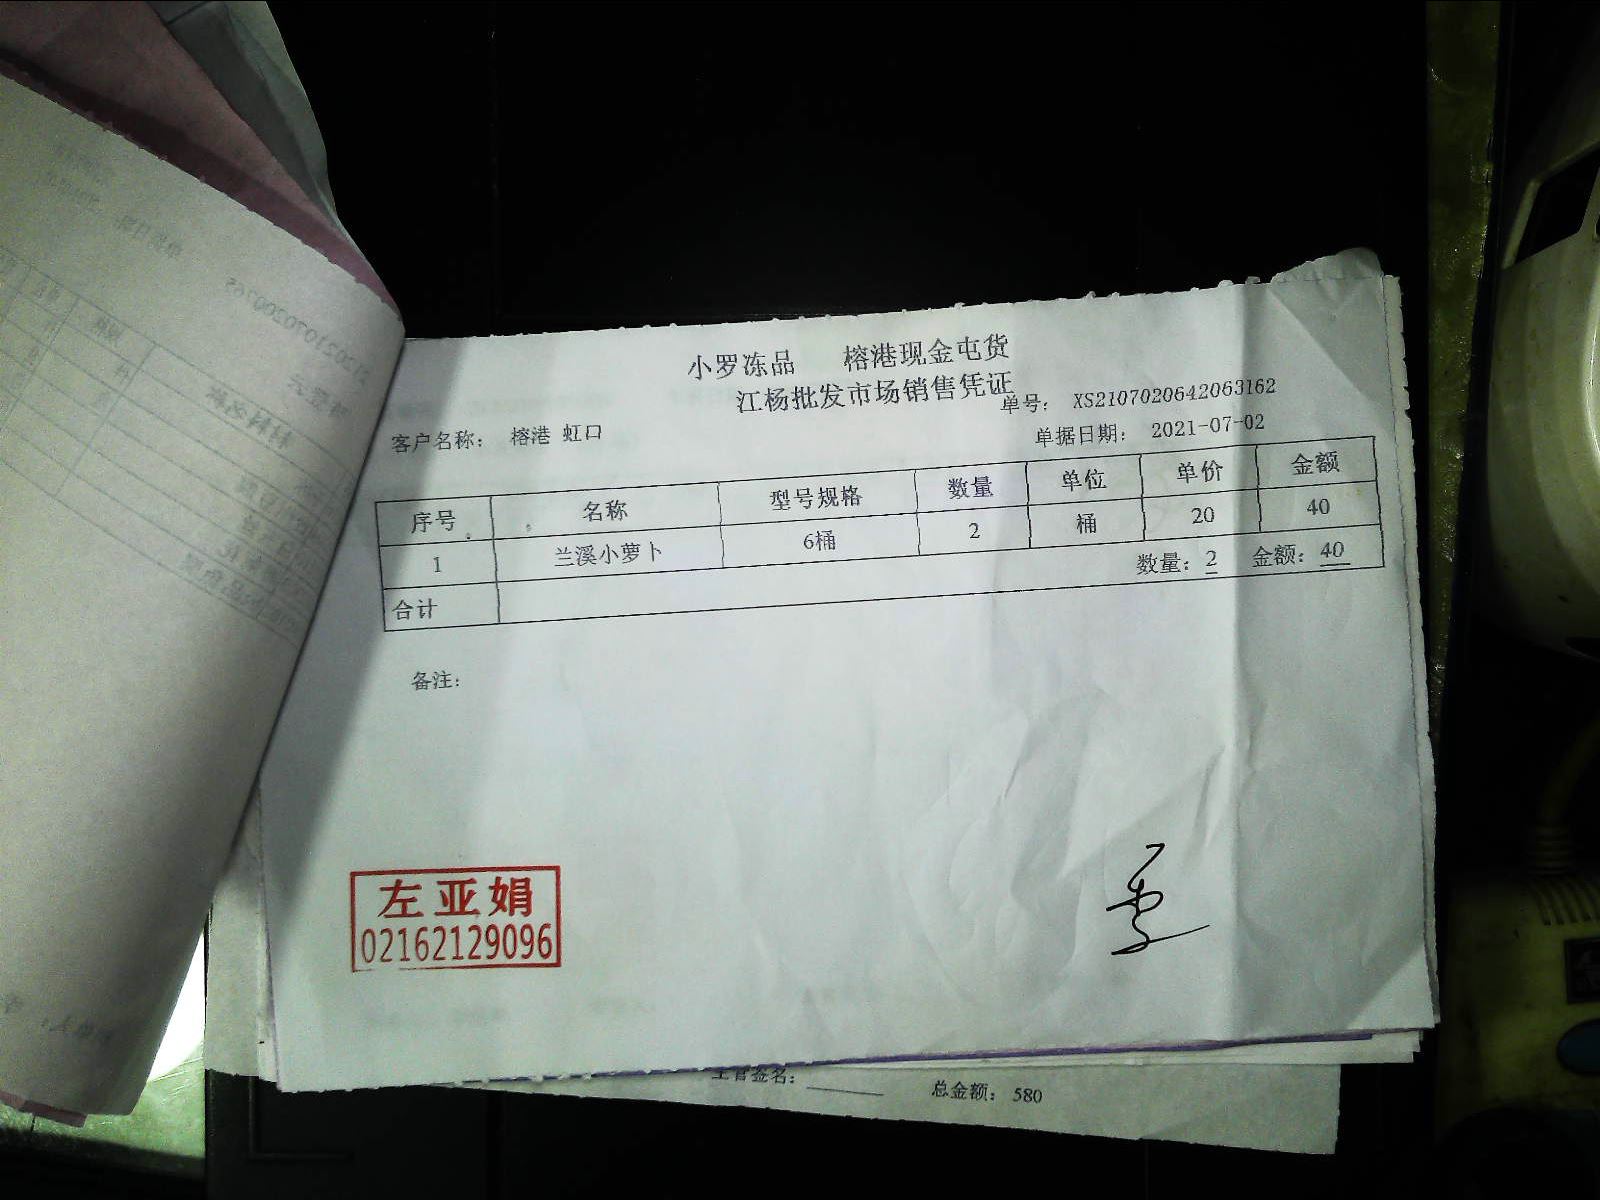 小罗冻品 榕港现金屯货
江杨批发市场销售凭证
单号： XS2107020642063162
客户名称： 榕港 虹口
单据日期： 2021-07-02
序号 名称 型号规格 数量 单位 单价 金额
1 兰溪小萝卜 6桶 2 桶 20 40
合计 数量：2 金额：40
备注：
左亚娟
02162129096
主管签名： 总金额： 580